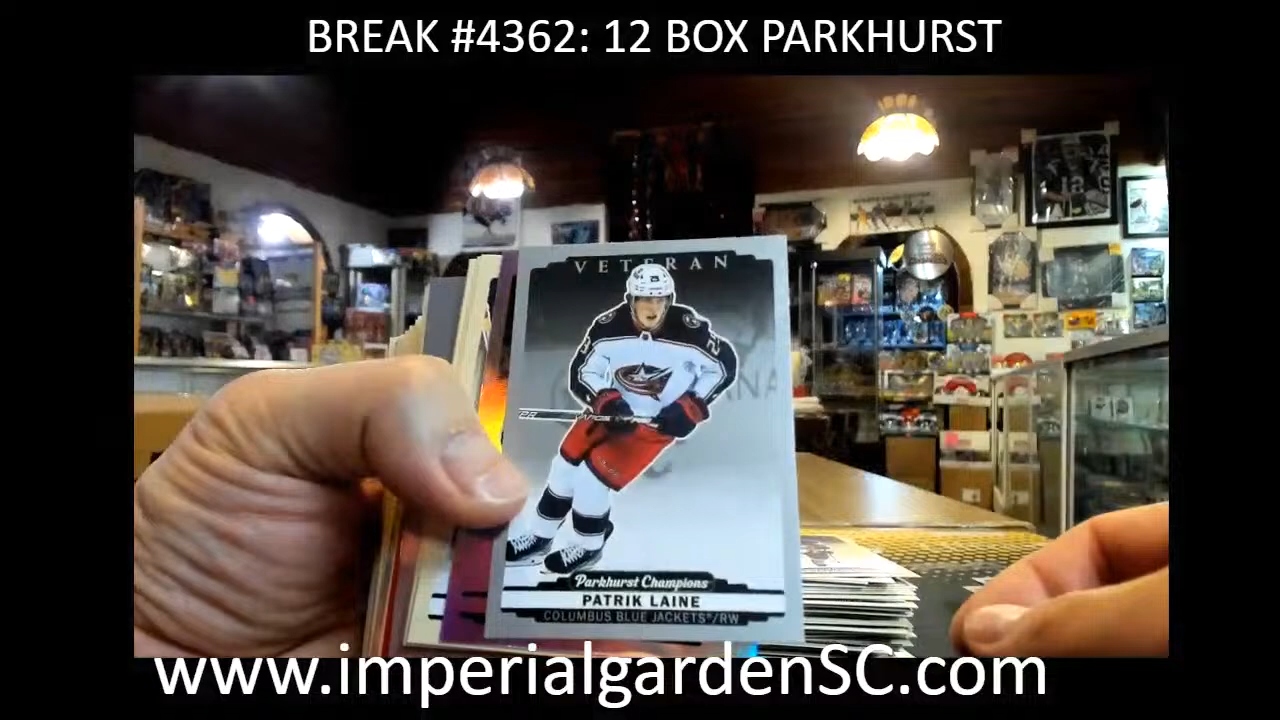 BREAK #4362: 12 BOX PARKHURST
VETERAN
Parkhurst Champions
PATRIK LAINE
COLUMBUS BLUE JACKETS®/RW
www.imperialgardenSC.com